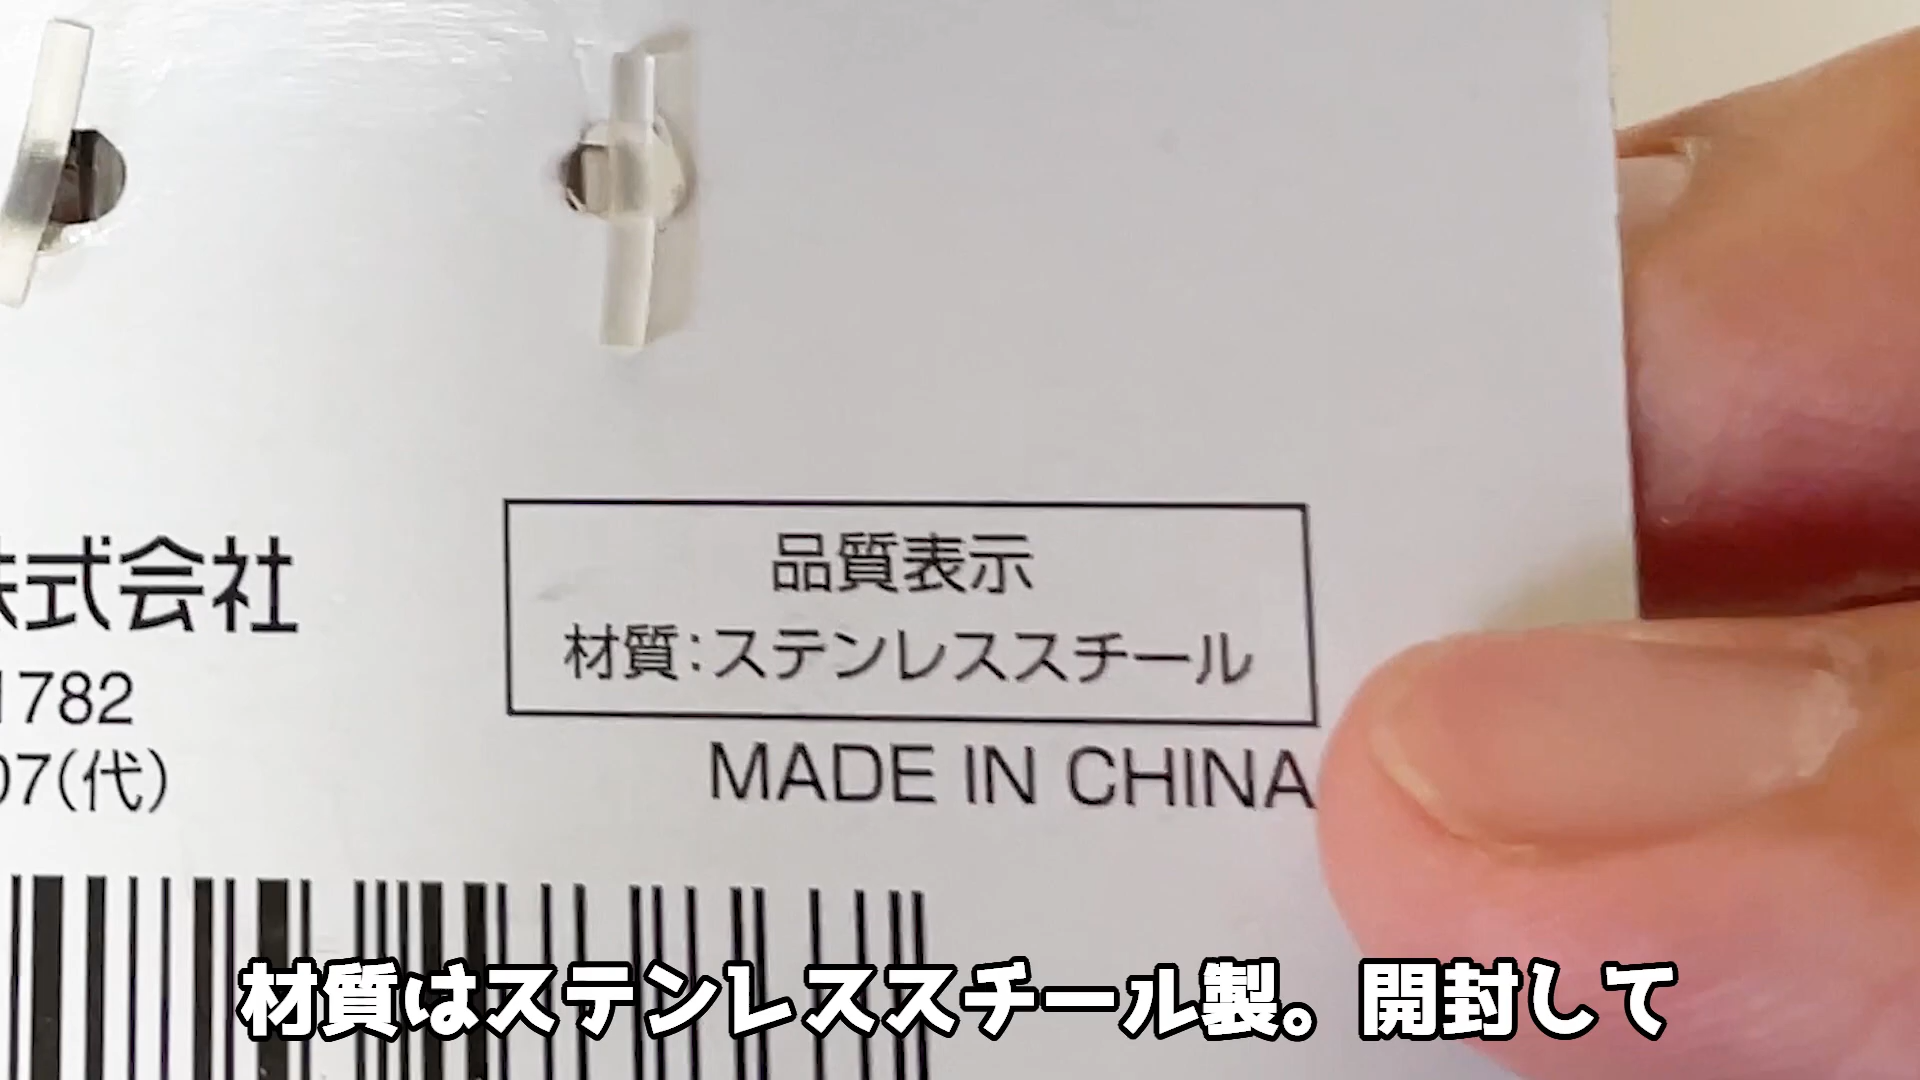 株式会社
1782
07(代)
品質表示
材質:ステンレススチール
MADE IN CHINA
材質はステンレススチール製。開封して